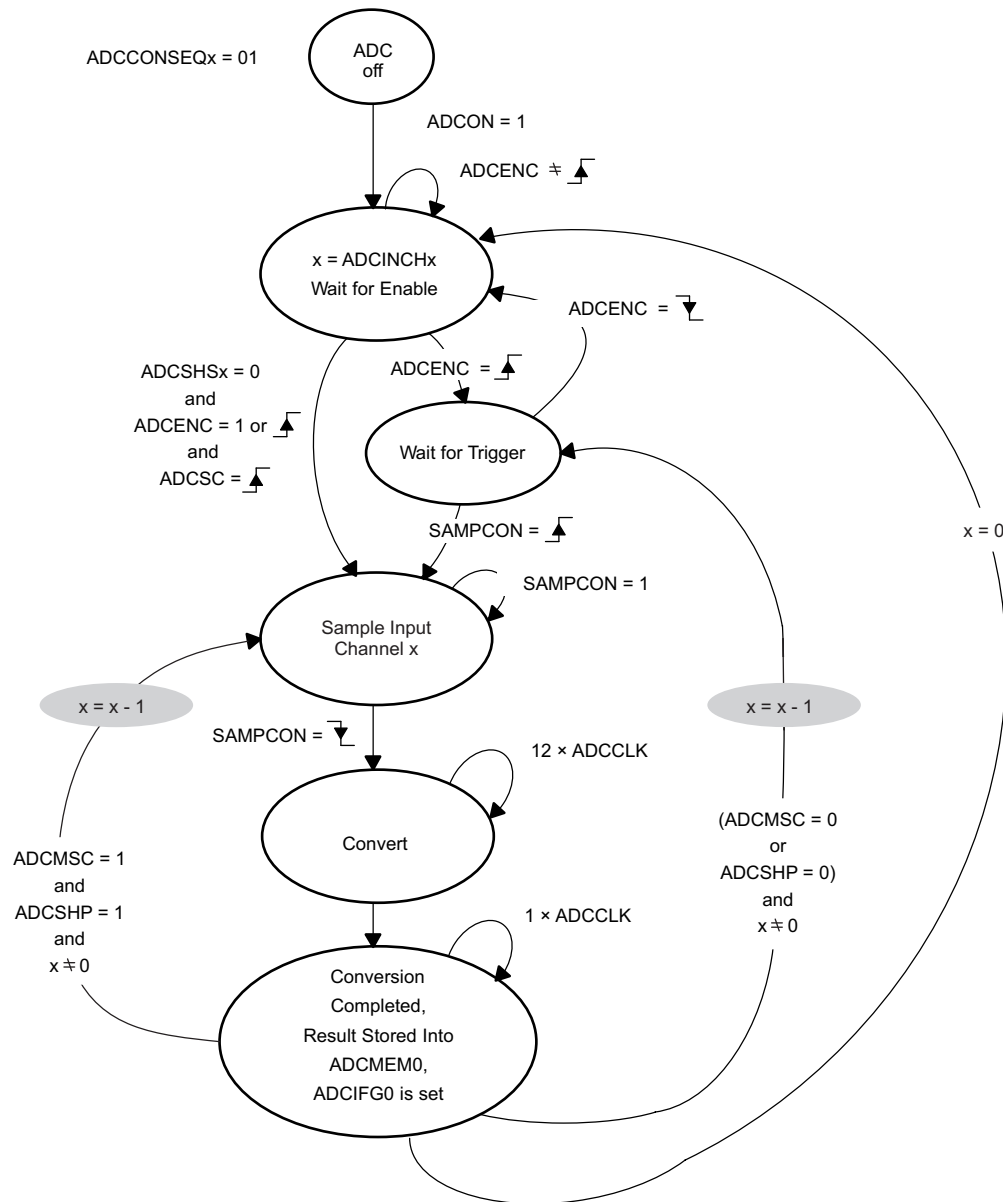 ADCCONSEQx = 01
ADC
off
ADCON = 1
ADCENC ≠
x = ADCINCHx
Wait for Enable
ADCENC =
ADCSHSx = 0
and
ADCENC = 1 or
and
ADCSC =
ADCENC =
Wait for Trigger
SAMPCON =
x = 0
SAMPCON = 1
Sample Input
Channel x
x = x - 1
x = x - 1
SAMPCON =
12 × ADCCLK
Convert
ADCMSC = 1
and
ADCSHP = 1
and
x ≠ 0
(ADCMSC = 0
or
ADCSHP = 0)
and
x ≠ 0
1 × ADCCLK
Conversion
Completed,
Result Stored Into
ADCMEM0,
ADCIFG0 is set